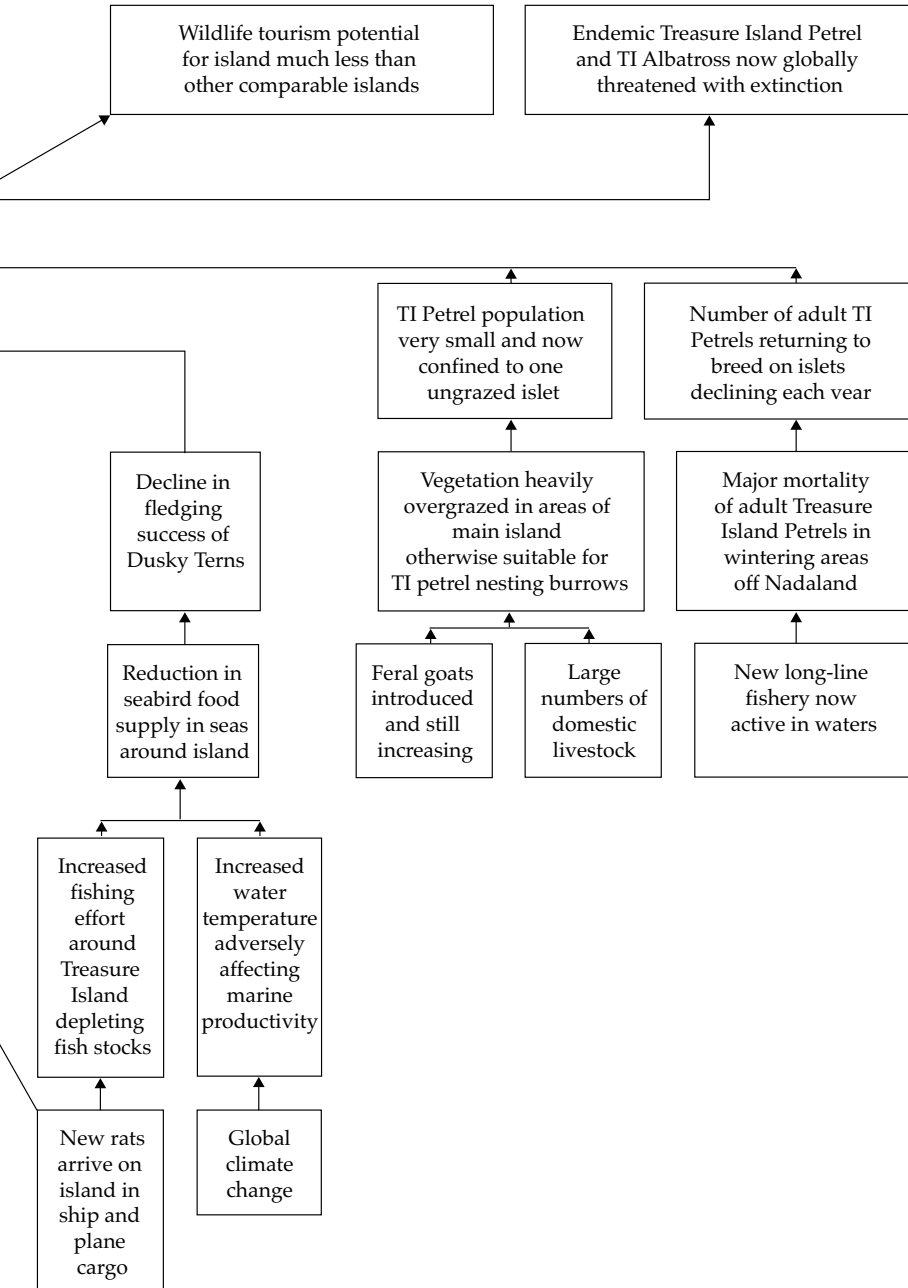 Wildlife tourism potential
for island much less than
other comparable islands
Endemic Treasure Island Petrel
and TI Albatross now globally
threatened with extinction
TI Petrel population
very small and now
confined to one
ungrazed islet
Number of adult TI
Petrels returning to
breed on islets
declining each year
Decline in
fledging
success of
Dusky Terns
Vegetation heavily
overgrazed in areas of
main island
otherwise suitable for
TI petrel nesting burrows
Major mortality
of adult Treasure
Island Petrels in
wintering areas
off Nadaland
Reduction in
seabird food
supply in seas
around island
Feral goats
introduced
and still
increasing
Large
numbers of
domestic
livestock
New long-line
fishery now
active in waters
Increased
fishing
effort
around
Treasure
Island
depleting
fish stocks
Increased
water
temperature
adversely
affecting
marine
productivity
New rats
arrive on
island in
ship and
plane
cargo
Global
climate
change